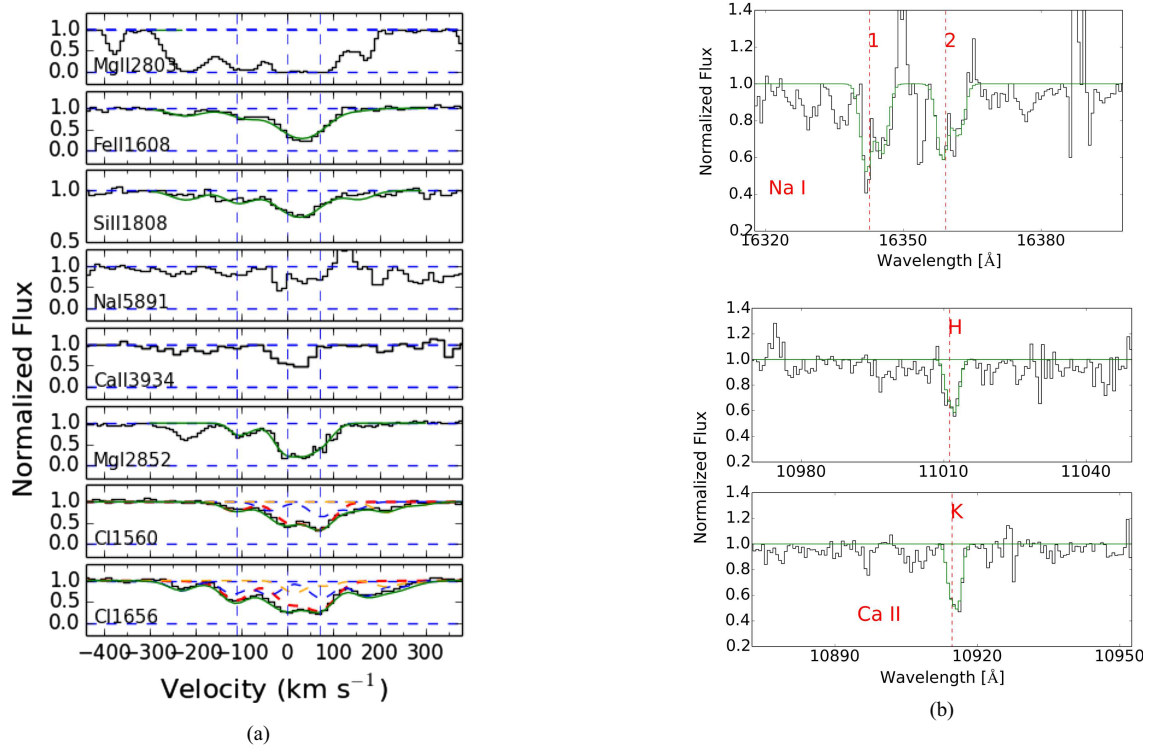 Normalized Flux
1.0
0.5
0.0
MgII2803
1.0
0.5
0.0
FeII1608
1.0
0.5
SiII1808
1.0
0.5
0.0
NaI5891
1.0
0.5
0.0
CaII3934
1.0
0.5
0.0
MgI2852
1.0
0.5
0.0
CI1560
1.0
0.5
0.0
CI1656
−400 −300 −200 −100 0 100 200 300
Velocity (km s⁻¹)
(a)
Normalized Flux
1.4
1.2
1.0
0.8
0.6
0.4
0.2
1 2
Na I
16320 16350 16380
Wavelength [Å]
Normalized Flux
1.4
1.2
1.0
0.8
0.6
0.4
0.2
H
10980 11010 11040
1.4
1.2
1.0
0.8
0.6
0.4
0.2
K
Ca II
10890 10920 10950
Wavelength [Å]
(b)